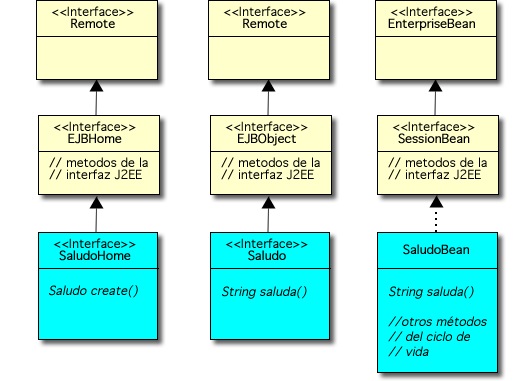 <<Interface>>
Remote
<<Interface>>
Remote
<<Interface>>
EnterpriseBean
<<Interface>>
EJBHome
// metodos de la
// interfaz J2EE
<<Interface>>
EJBObject
// metodos de la
// interfaz J2EE
<<Interface>>
SessionBean
// metodos de la
// interfaz J2EE
<<Interface>>
SaludoHome
Saludo create()
<<Interface>>
Saludo
String saluda()
SaludoBean
String saluda()
//otros métodos
// del ciclo de
// vida